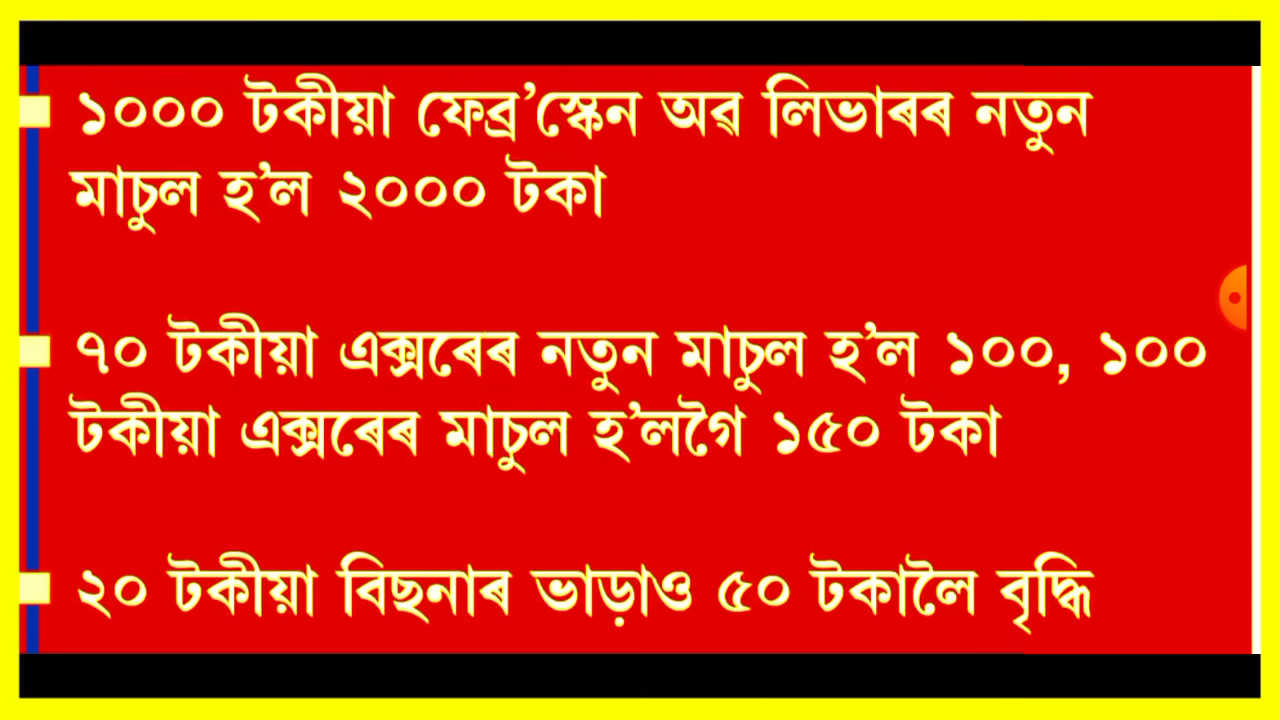 ১০০০ টকীয়া ফেব্ৰ'স্কেন অৱ লিভাৰৰ নতুন
মাচুল হ'ল ২০০০ টকা
৭০ টকীয়া এক্সৰেৰ নতুন মাচুল হ'ল ১০০, ১০০
টকীয়া এক্সৰেৰ মাচুল হ'লগৈ ১৫০ টকা
২০ টকীয়া বিছনাৰ ভাড়াও ৫০ টকালৈ বৃদ্ধি